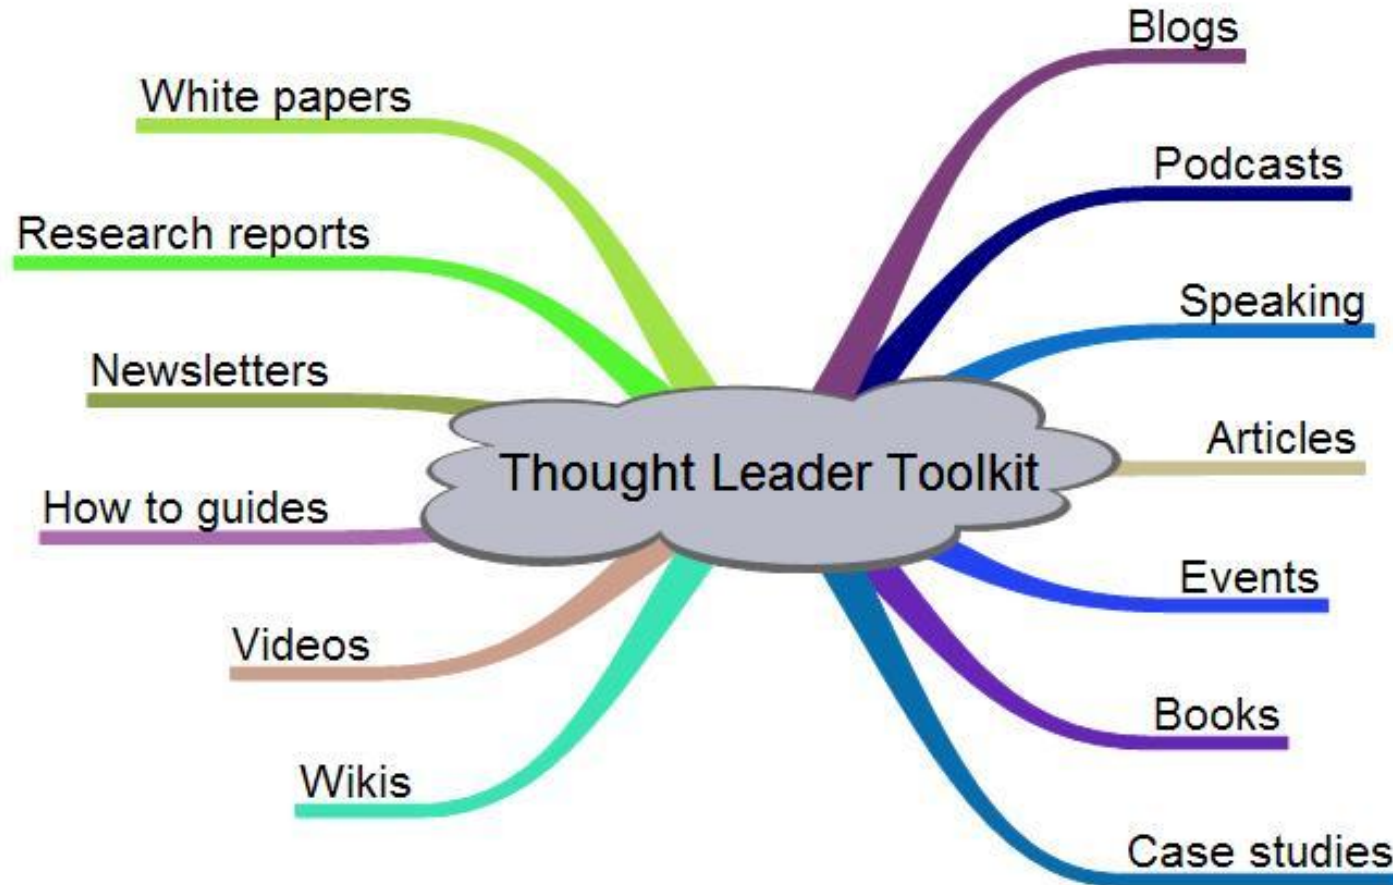 Thought Leader Toolkit
Blogs
Podcasts
Speaking
Articles
Events
Books
Case studies
White papers
Research reports
Newsletters
How to guides
Videos
Wikis